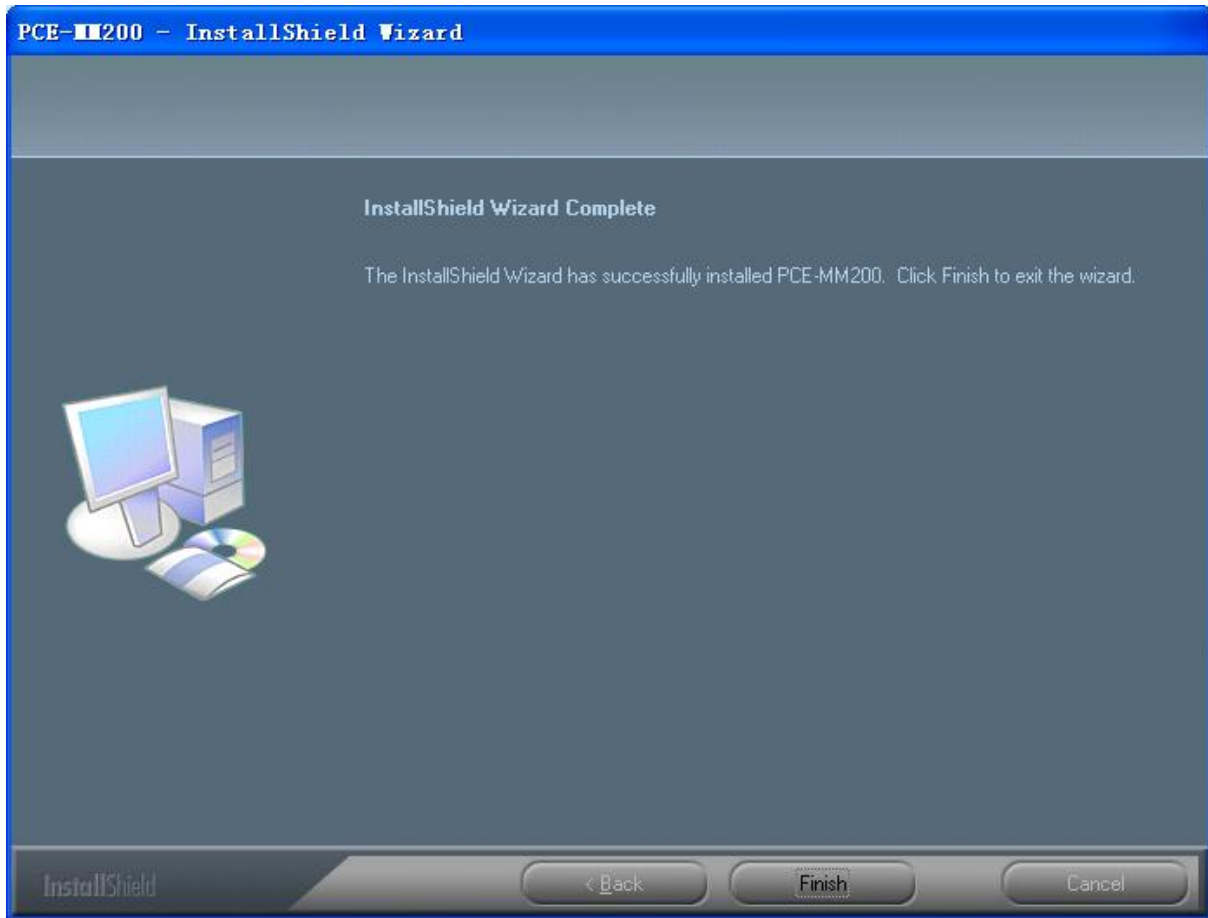 PCE-MM200 - InstallShield Wizard
InstallShield Wizard Complete
The InstallShield Wizard has successfully installed PCE-MM200. Click Finish to exit the wizard.
InstallShield
< Back
Finish
Cancel